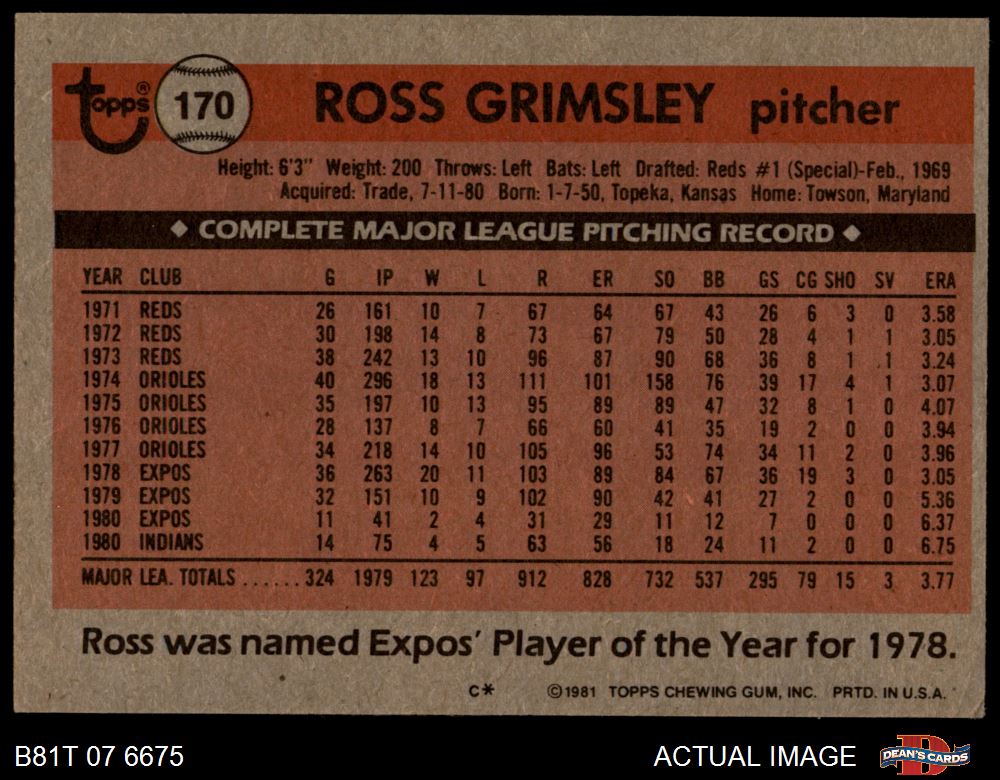 topps® 170 ROSS GRIMSLEY pitcher
Height: 6'3" Weight: 200 Throws: Left Bats: Left Drafted: Reds #1 (Special)-Feb., 1969
Acquired: Trade, 7-11-80 Born: 1-7-50, Topeka, Kansas Home: Towson, Maryland
◆ COMPLETE MAJOR LEAGUE PITCHING RECORD ◆
YEAR CLUB G IP W L R ER SO BB GS CG SHO SV ERA
1971 REDS 26 161 10 7 67 64 67 43 26 6 3 0 3.58
1972 REDS 30 198 14 8 73 67 79 50 28 4 1 1 3.05
1973 REDS 38 242 13 10 96 87 90 68 36 8 1 1 3.24
1974 ORIOLES 40 296 18 13 111 101 158 76 39 17 4 1 3.07
1975 ORIOLES 35 197 10 13 95 89 89 47 32 8 1 0 4.07
1976 ORIOLES 28 137 8 7 66 60 41 35 19 2 0 0 3.94
1977 ORIOLES 34 218 14 10 105 96 53 74 34 11 2 0 3.96
1978 EXPOS 36 263 20 11 103 89 84 67 36 19 3 0 3.05
1979 EXPOS 32 151 10 9 102 90 42 41 27 2 0 0 5.36
1980 EXPOS 11 41 2 4 31 29 11 12 7 0 0 0 6.37
1980 INDIANS 14 75 4 5 63 56 18 24 11 2 0 0 6.75
MAJOR LEA. TOTALS ...... 324 1979 123 97 912 828 732 537 295 79 15 3 3.77
Ross was named Expos' Player of the Year for 1978.
C* ©1981 TOPPS CHEWING GUM, INC. PRTD. IN U.S.A.
B81T 07 6675 ACTUAL IMAGE DEAN'S CARDS